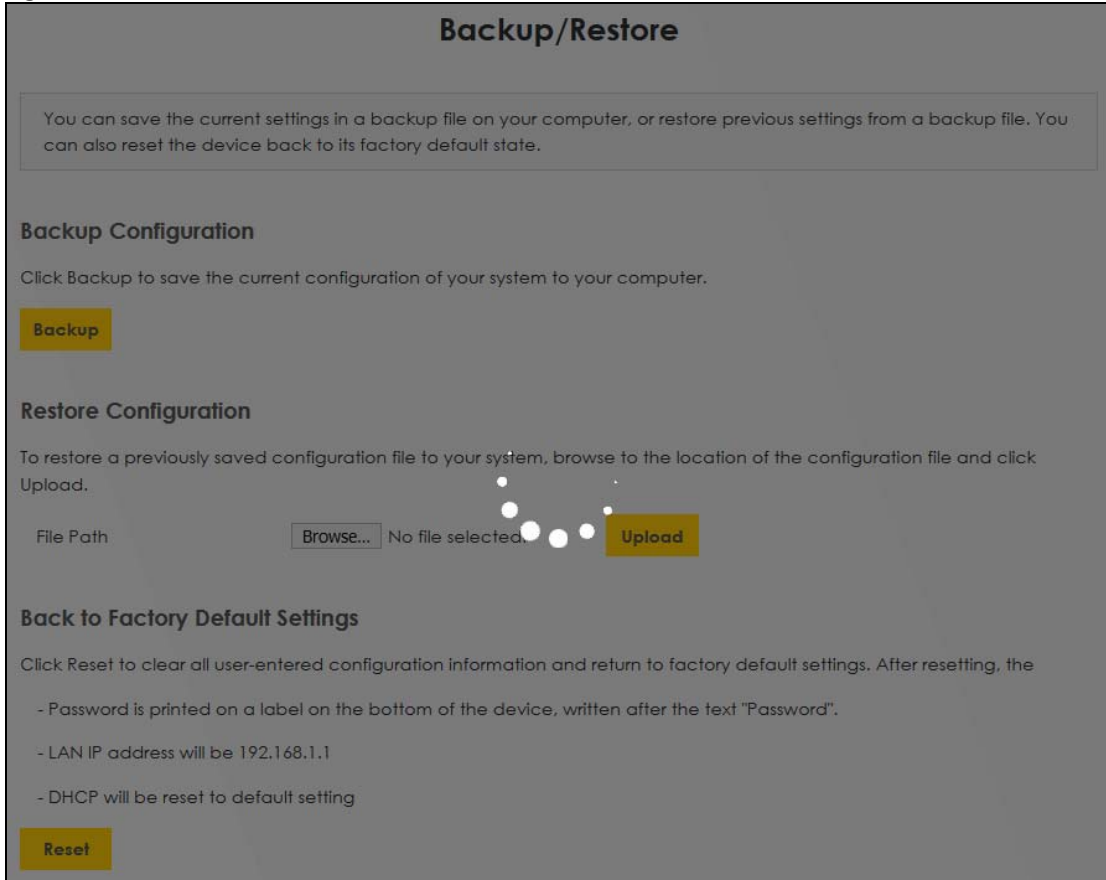 Backup/Restore
You can save the current settings in a backup file on your computer, or restore previous settings from a backup file. You
can also reset the device back to its factory default state.
Backup Configuration
Click Backup to save the current configuration of your system to your computer.
Backup
Restore Configuration
To restore a previously saved configuration file to your system, browse to the location of the configuration file and click
Upload.
File Path Browse... No file selected. Upload
Back to Factory Default Settings
Click Reset to clear all user-entered configuration information and return to factory default settings. After resetting, the
- Password is printed on a label on the bottom of the device, written after the text "Password".
- LAN IP address will be 192.168.1.1
- DHCP will be reset to default setting
Reset